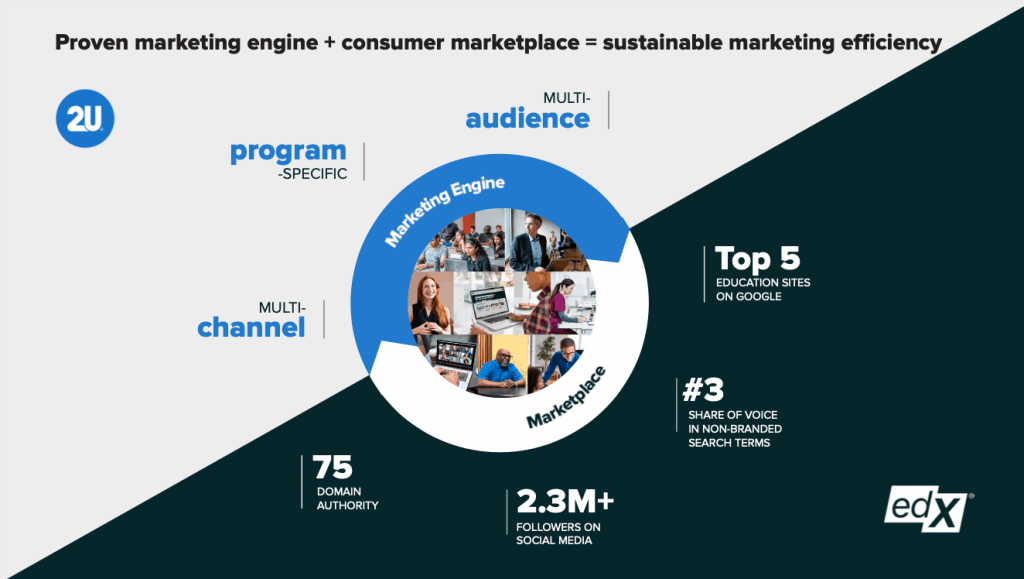 Proven marketing engine + consumer marketplace = sustainable marketing efficiency
2U
MULTI-
audience
program
-SPECIFIC
Marketing Engine
MULTI-
channel
Top 5
EDUCATION SITES
ON GOOGLE
Marketplace
#3
SHARE OF VOICE
IN NON-BRANDED
SEARCH TERMS
75
DOMAIN
AUTHORITY
2.3M+
FOLLOWERS ON
SOCIAL MEDIA
edX®